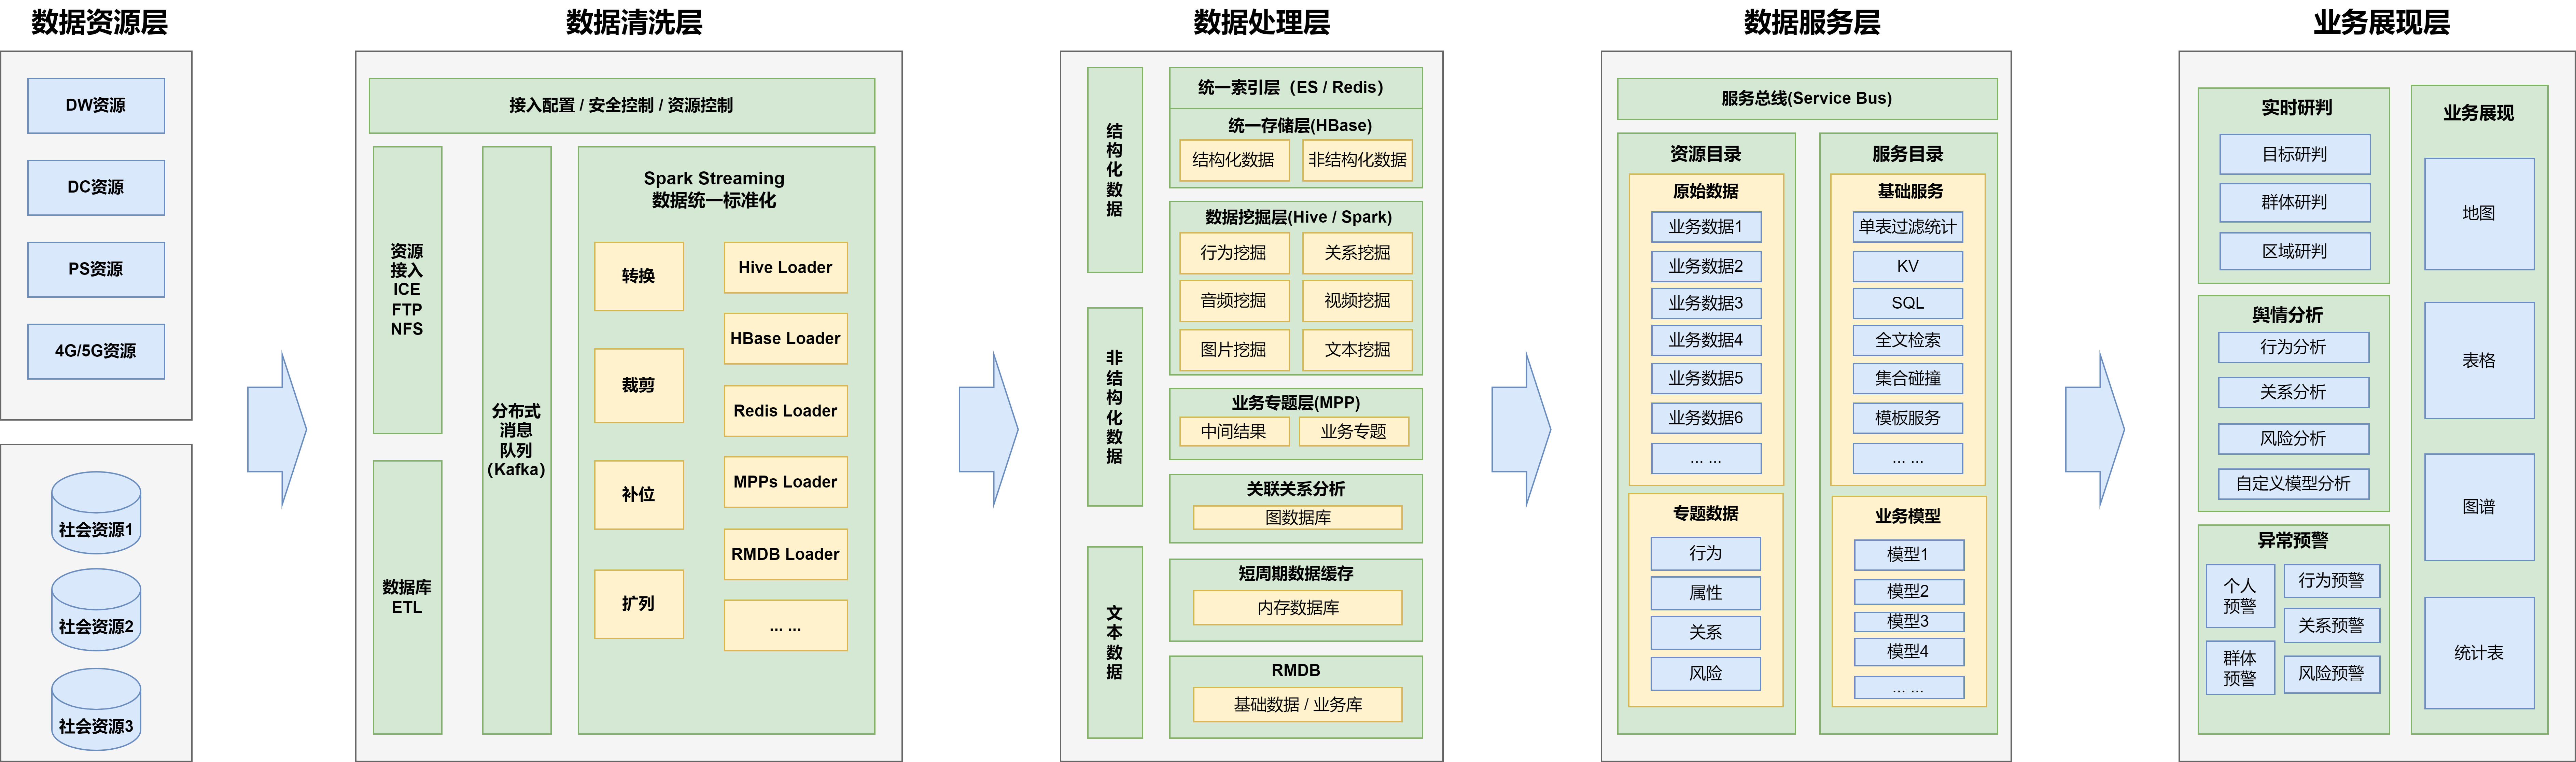 数据资源层
DW资源
DC资源
PS资源
4G/5G资源
社会资源1
社会资源2
社会资源3
数据清洗层
接入配置 / 安全控制 / 资源控制
资源
接入
ICE
FTP
NFS
数据库
ETL
分布式
消息
队列
（Kafka）
Spark Streaming
数据统一标准化
转换
裁剪
补位
扩列
Hive Loader
HBase Loader
Redis Loader
MPPs Loader
RMDB Loader
... ...
数据处理层
结构化数据
非结构化数据
文本数据
统一索引层（ES / Redis）
统一存储层(HBase)
结构化数据 非结构化数据
数据挖掘层(Hive / Spark)
行为挖掘 关系挖掘
音频挖掘 视频挖掘
图片挖掘 文本挖掘
业务专题层(MPP)
中间结果 业务专题
关联关系分析
图数据库
短周期数据缓存
内存数据库
RMDB
基础数据 / 业务库
数据服务层
服务总线(Service Bus)
资源目录
原始数据
业务数据1
业务数据2
业务数据3
业务数据4
业务数据5
业务数据6
... ...
专题数据
行为
属性
关系
风险
服务目录
基础服务
单表过滤统计
KV
SQL
全文检索
集合碰撞
模板服务
... ...
业务模型
模型1
模型2
模型3
模型4
... ...
业务展现层
实时研判
目标研判
群体研判
区域研判
舆情分析
行为分析
关系分析
风险分析
自定义模型分析
异常预警
个人
预警
群体
预警
行为预警
关系预警
风险预警
业务展现
地图
表格
图谱
统计表